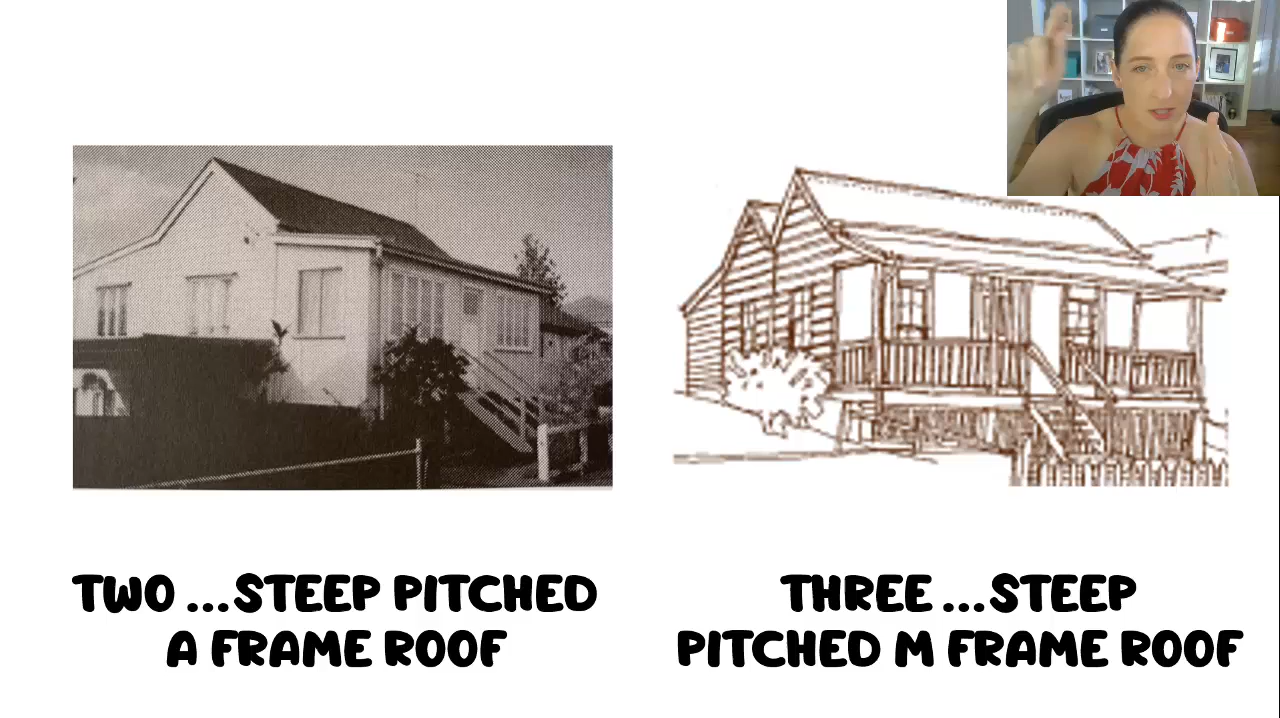 TWO ...STEEP PITCHED
A FRAME ROOF
THREE ...STEEP
PITCHED M FRAME ROOF